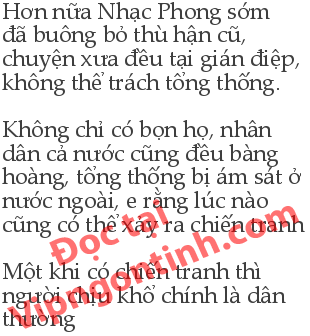 Hơn nữa Nhạc Phong sớm
đã buông bỏ thù hận cũ,
chuyện xưa đều tại gián điệp,
không thể trách tổng thống.
Không chỉ có bọn họ, nhân
dân cả nước cũng đều bàng
hoàng, tổng thống bị ám sát ở
nước ngoài, e rằng lúc nào
cũng có thể xảy ra chiến tranh
Một khi có chiến tranh thì
người chịu khổ chính là dân
thường
Đọc tại
Vipngontinh.com